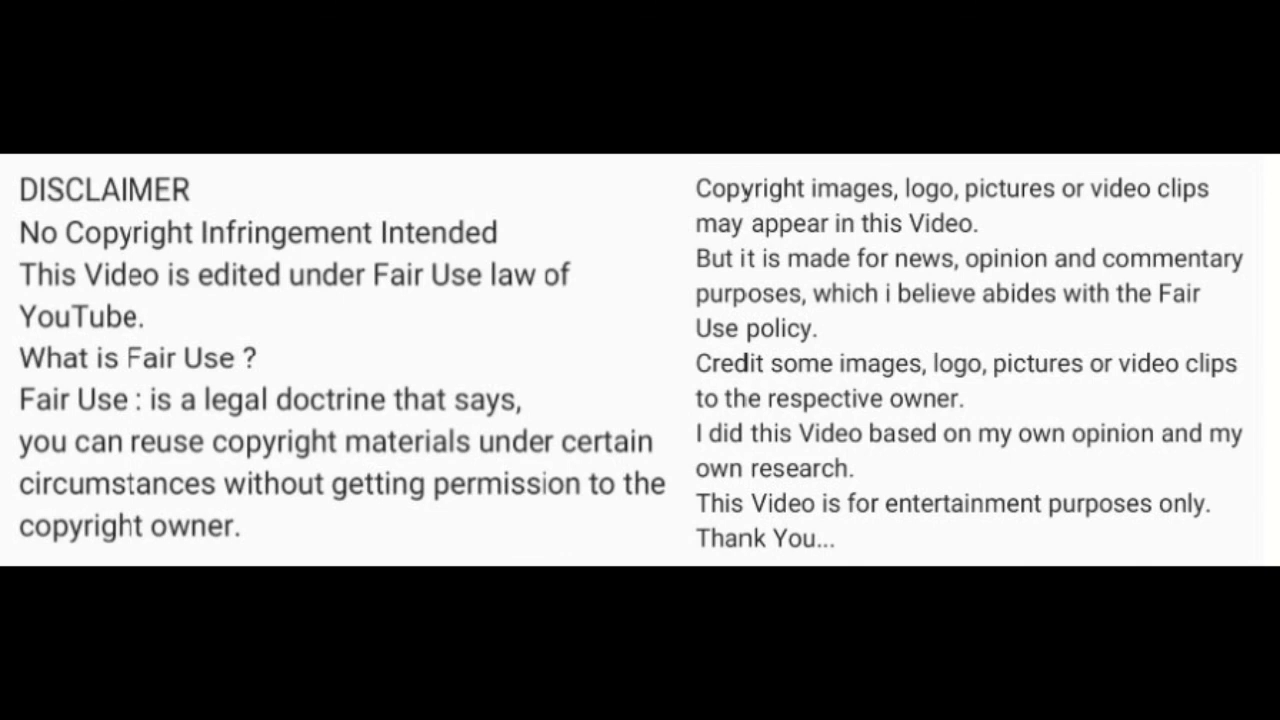 DISCLAIMER
No Copyright Infringement Intended
This Video is edited under Fair Use law of
YouTube.
What is Fair Use ?
Fair Use : is a legal doctrine that says,
you can reuse copyright materials under certain
circumstances without getting permission to the
copyright owner.
Copyright images, logo, pictures or video clips
may appear in this Video.
But it is made for news, opinion and commentary
purposes, which i believe abides with the Fair
Use policy.
Credit some images, logo, pictures or video clips
to the respective owner.
I did this Video based on my own opinion and my
own research.
This Video is for entertainment purposes only.
Thank You...